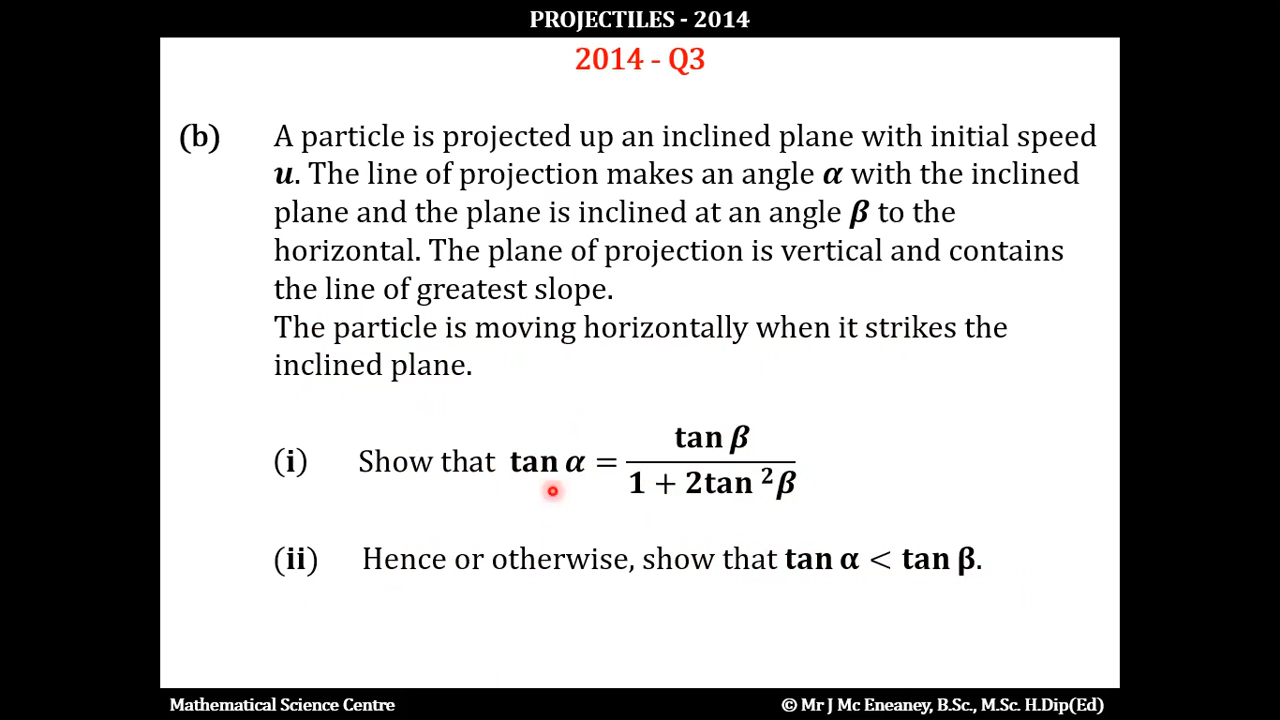 PROJECTILES - 2014
2014 - Q3
(b) A particle is projected up an inclined plane with initial speed
u. The line of projection makes an angle α with the inclined
plane and the plane is inclined at an angle β to the
horizontal. The plane of projection is vertical and contains
the line of greatest slope.
The particle is moving horizontally when it strikes the
inclined plane.
(i) Show that tan α = tan β / 1 + 2tan ²β
(ii) Hence or otherwise, show that tan α < tan β.
Mathematical Science Centre © Mr J Mc Eneaney, B.Sc., M.Sc. H.Dip(Ed)